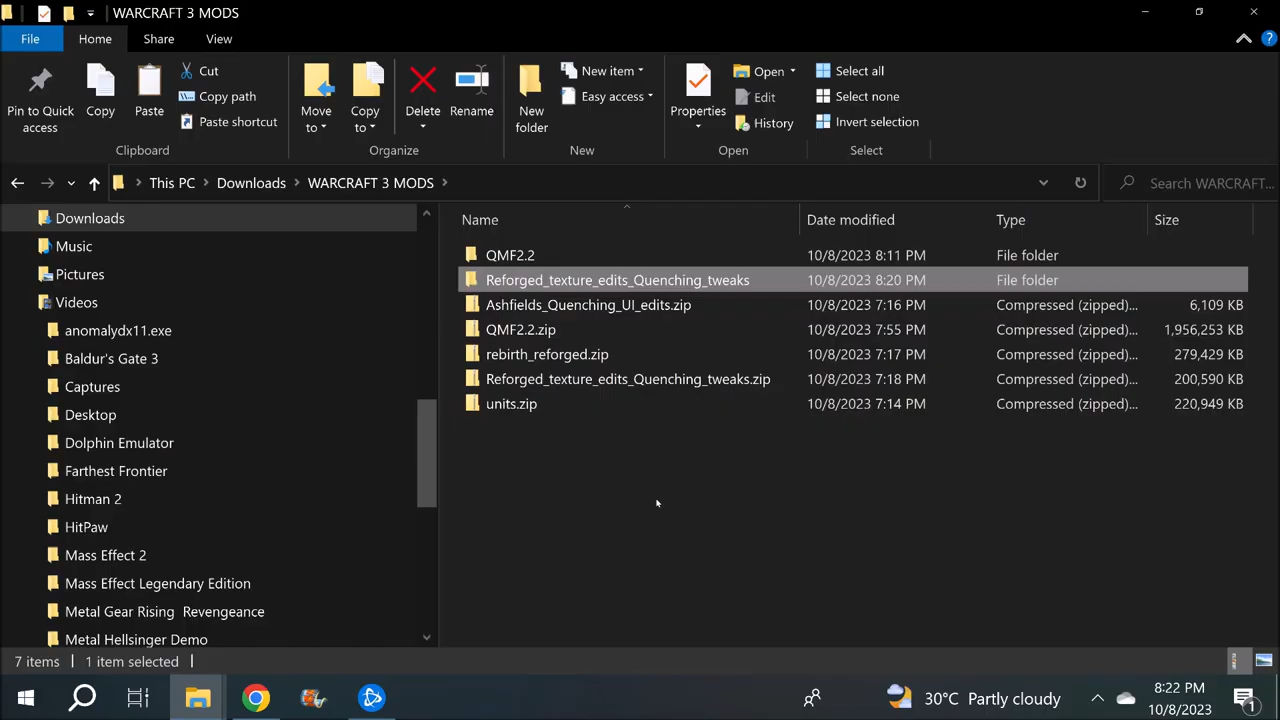 WARCRAFT 3 MODS
File Home Share View
Pin to Quick access
Copy
Paste
Cut
Copy path
Paste shortcut
Move to
Copy to
Delete
Rename
New folder
New item
Easy access
Properties
Open
Edit
History
Select all
Select none
Invert selection
Clipboard Organize New Open Select
This PC Downloads WARCRAFT 3 MODS
Search WARCRAFT...
Name Date modified Type Size
QMF2.2 10/8/2023 8:11 PM File folder
Reforged_texture_edits_Quenching_tweaks 10/8/2023 8:20 PM File folder
Ashfields_Quenching_UI_edits.zip 10/8/2023 7:16 PM Compressed (zipped)... 6,109 KB
QMF2.2.zip 10/8/2023 7:55 PM Compressed (zipped)... 1,956,253 KB
rebirth_reforged.zip 10/8/2023 7:17 PM Compressed (zipped)... 279,429 KB
Reforged_texture_edits_Quenching_tweaks.zip 10/8/2023 7:18 PM Compressed (zipped)... 200,590 KB
units.zip 10/8/2023 7:14 PM Compressed (zipped)... 220,949 KB
Downloads
Music
Pictures
Videos
anomalydx11.exe
Baldur's Gate 3
Captures
Desktop
Dolphin Emulator
Farthest Frontier
Hitman 2
HitPaw
Mass Effect 2
Mass Effect Legendary Edition
Metal Gear Rising Revengeance
Metal Hellsinger Demo
7 items 1 item selected
30°C Partly cloudy
8:22 PM
10/8/2023
1